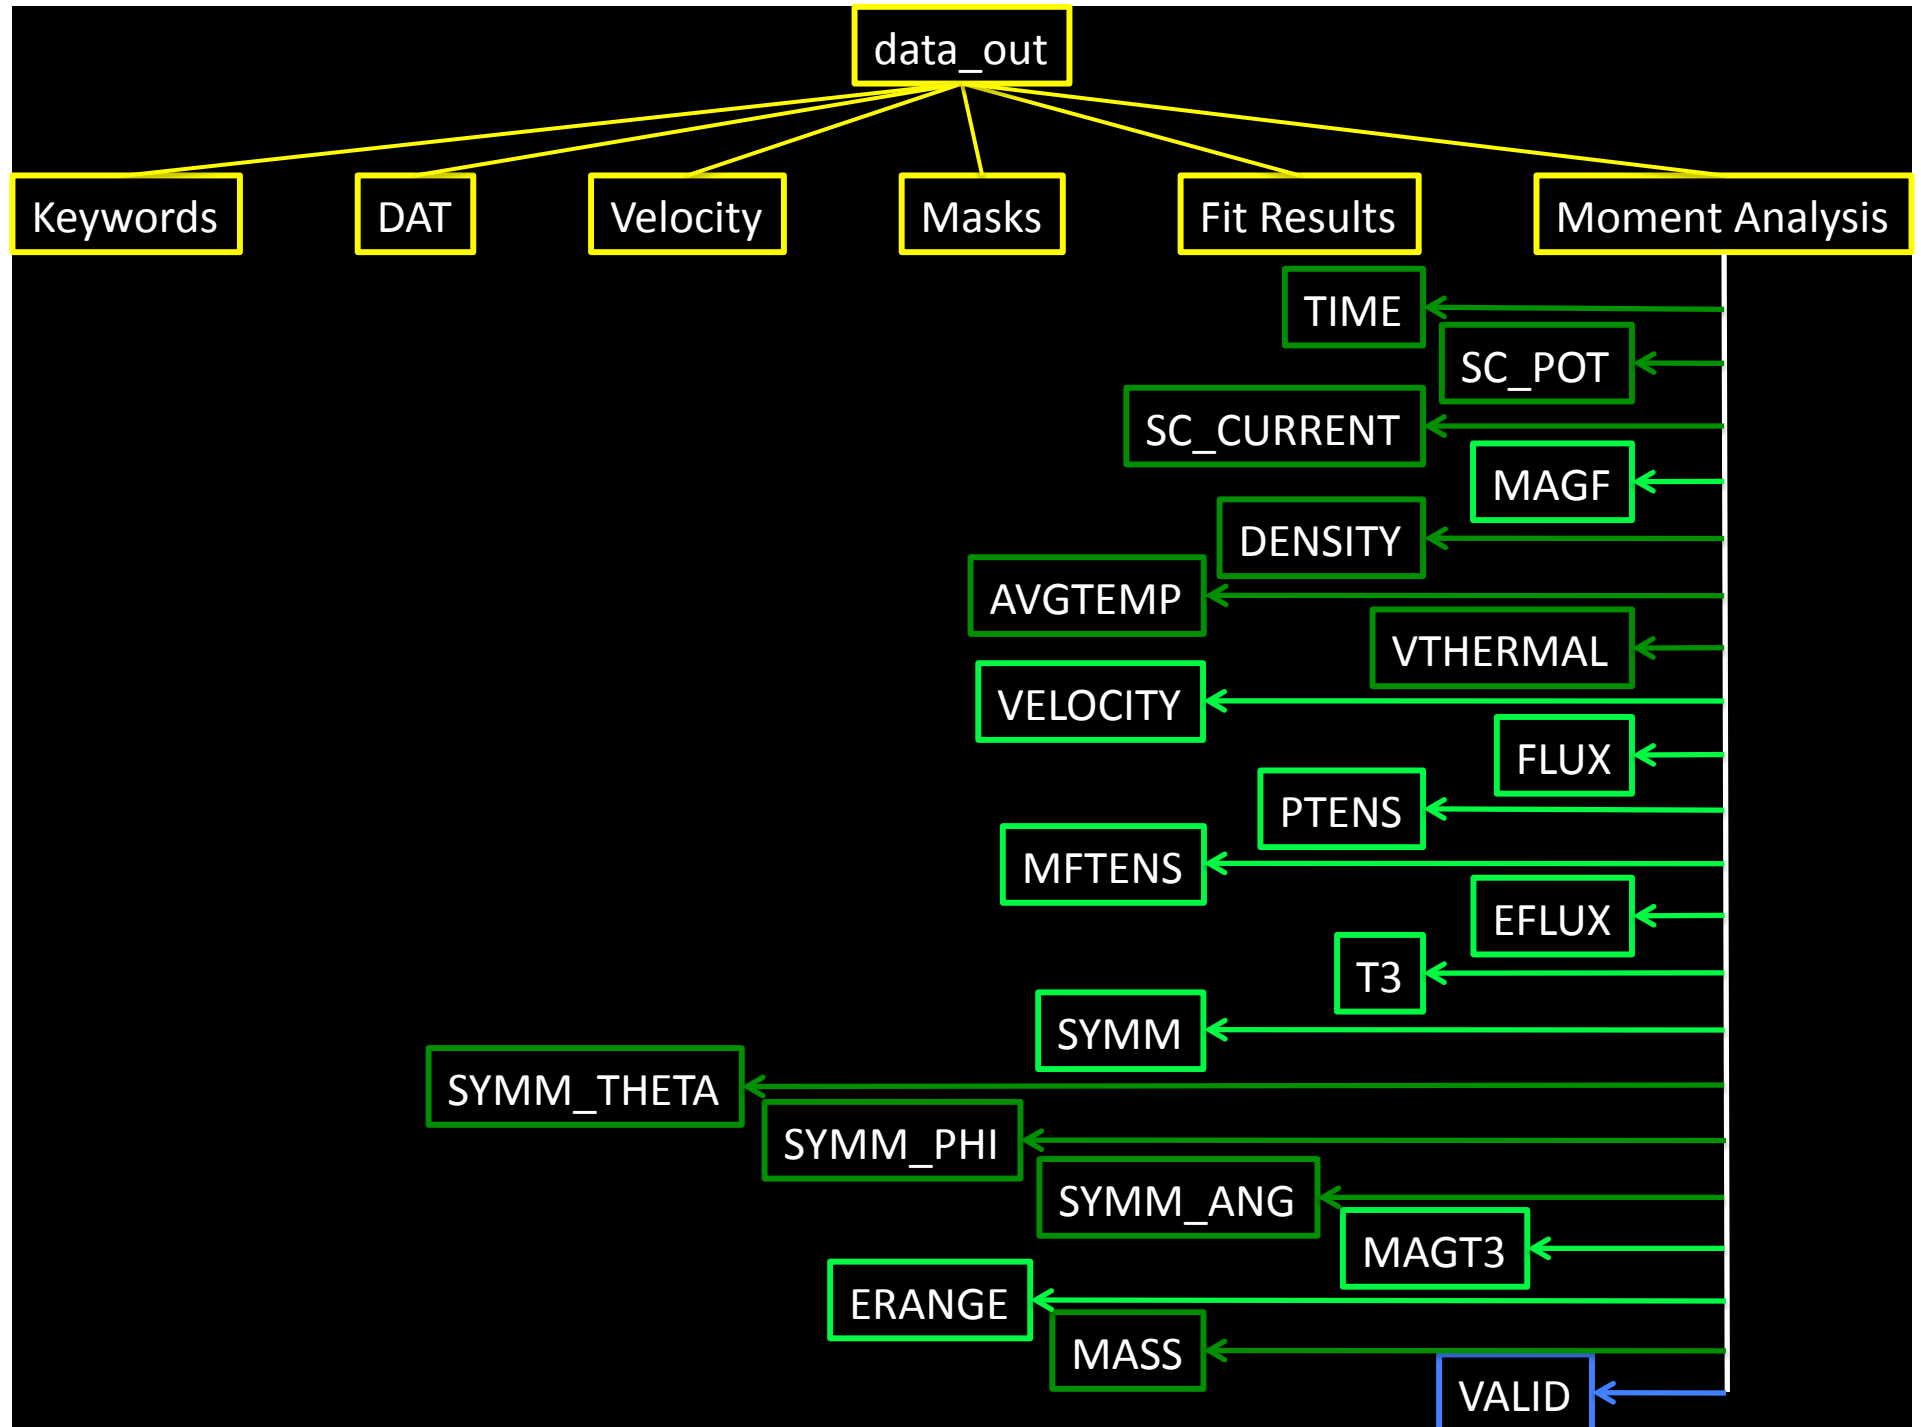 data_out
Keywords
DAT
Velocity
Masks
Fit Results
Moment Analysis
TIME
SC_POT
SC_CURRENT
MAGF
DENSITY
AVGTEMP
VTHERMAL
VELOCITY
FLUX
PTENS
MFTENS
EFLUX
T3
SYMM
SYMM_THETA
SYMM_PHI
SYMM_ANG
MAGT3
ERANGE
MASS
VALID